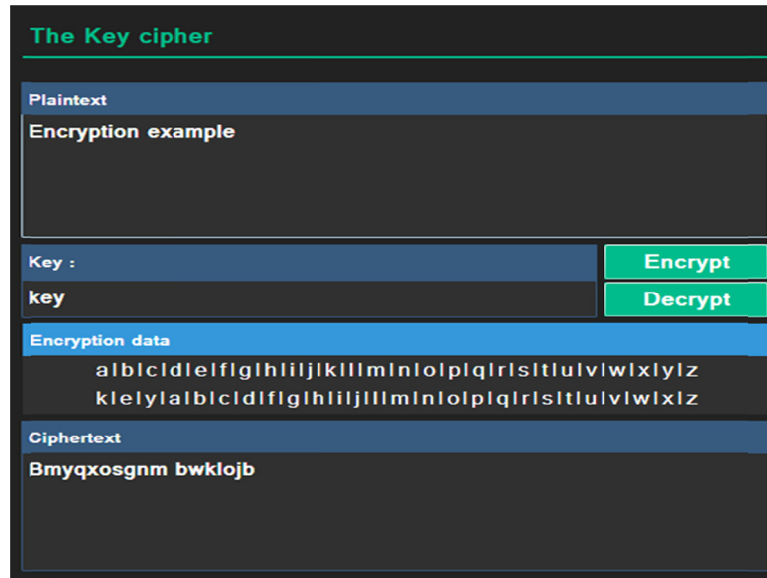 The Key cipher
Plaintext
Encryption example
Key :
Encrypt
key
Decrypt
Encryption data
a|b|c|d|e|f|g|h|i|j|k|l|m|n|o|p|q|r|s|t|u|v|w|x|y|z
k|e|y|a|b|c|d|f|g|h|i|j|l|m|n|o|p|q|r|s|t|u|v|w|x|z
Ciphertext
Bmyqxosgnm bwklojb